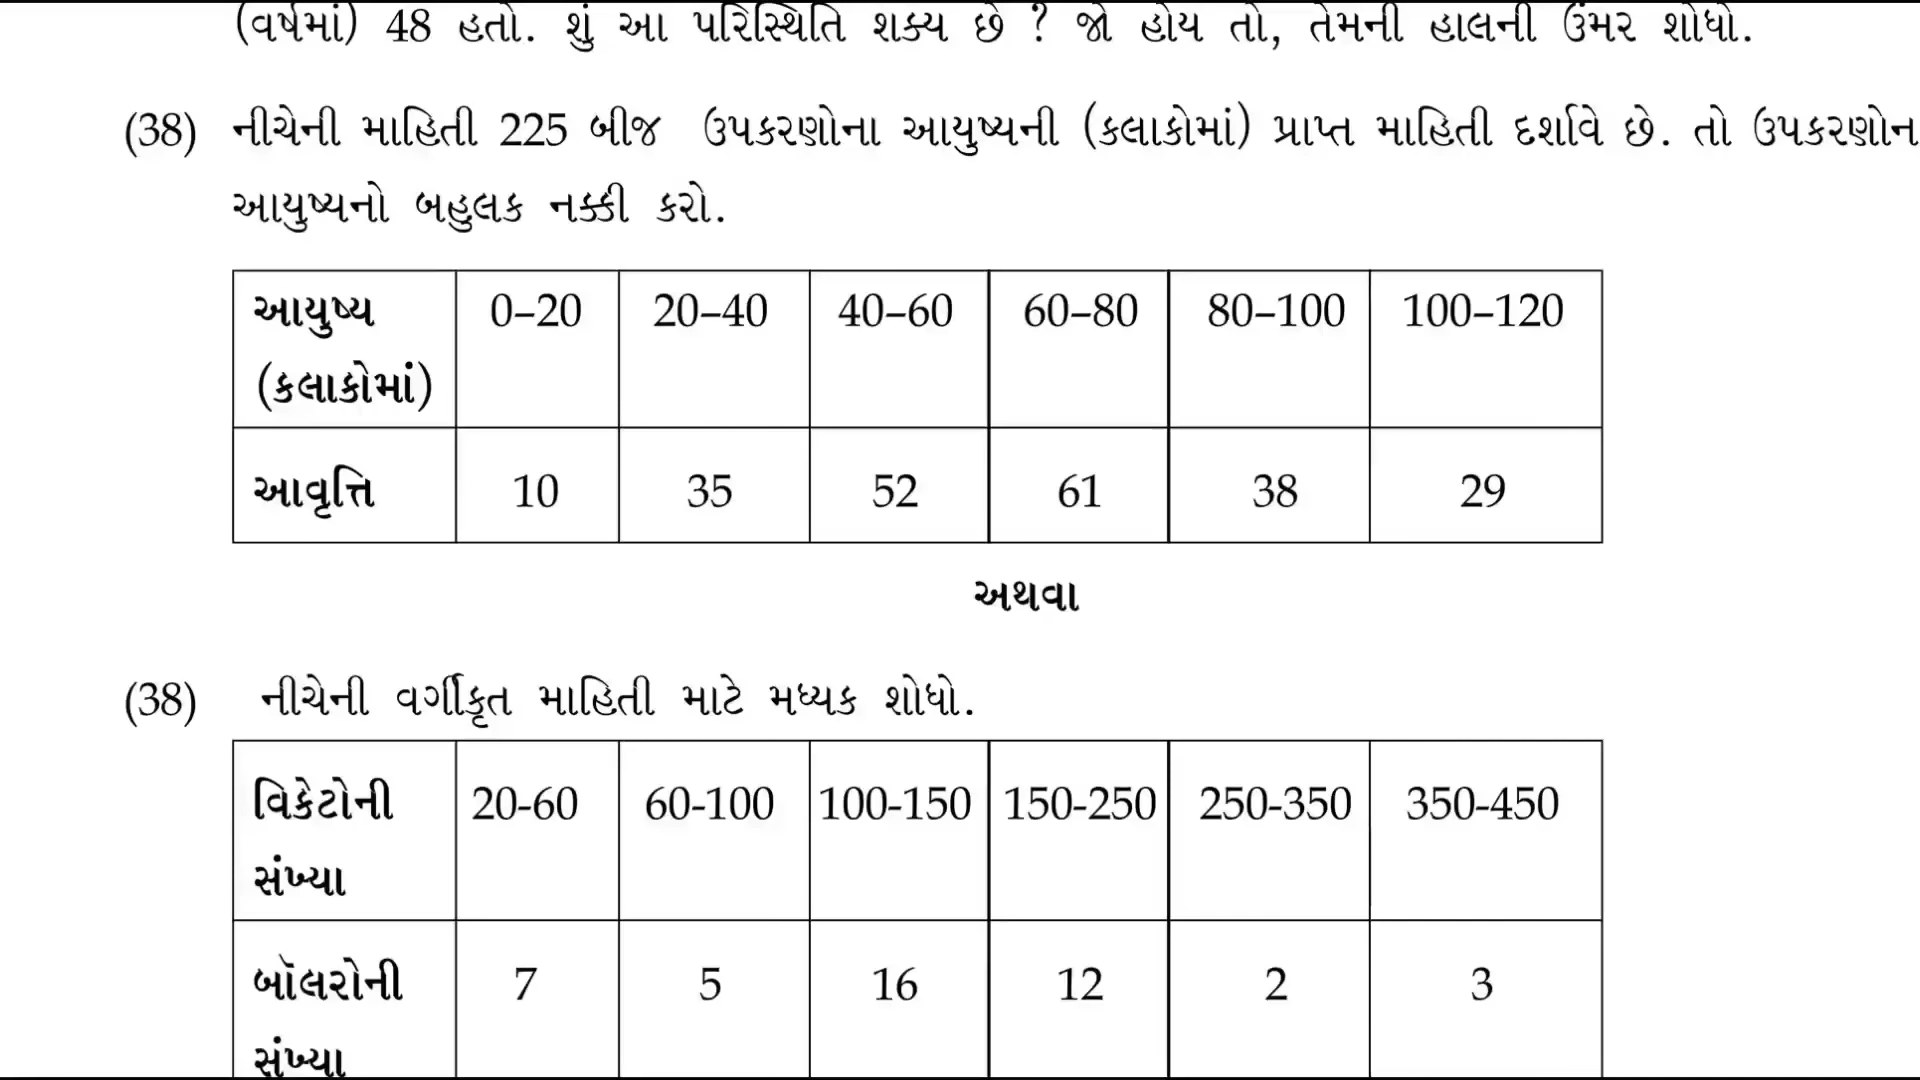 (વર્ષમાં) 48 હતો. શું આ પરિસ્થિતિ શક્ય છે ? જો હોય તો, તેમની હાલની ઉંમર શોધો.
(38) નીચેની માહિતી 225 બીજ ઉપકરણોના આયુષ્યની (કલાકોમાં) પ્રાપ્ત માહિતી દર્શાવે છે. તો ઉપકરણોન
આયુષ્યનો બહુલક નક્કી કરો.
આયુષ્ય (કલાકોમાં) 0–20 20–40 40–60 60–80 80–100 100–120
આવૃત્તિ 10 35 52 61 38 29
અથવા
(38) નીચેની વર્ગીકૃત માહિતી માટે મધ્યક શોધો.
વિકેટોની સંખ્યા 20-60 60-100 100-150 150-250 250-350 350-450
બૉલરોની સંખ્યા 7 5 16 12 2 3